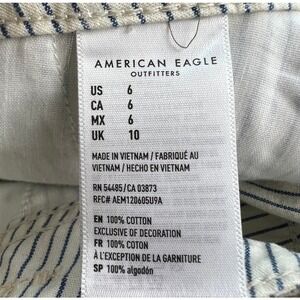 AMERICAN EAGLE
OUTFITTERS
US 6
CA 6
MX 6
UK 10
MADE IN VIETNAM / FABRIQUÉ AU
VIETNAM / HECHO EN VIETNAM
RN 54485/CA 03873
RFC# AEM120605U9A
EN 100% COTTON
EXCLUSIVE OF DECORATION
FR 100% COTON
À L'EXCEPTION DE LA GARNITURE
SP 100% algodón